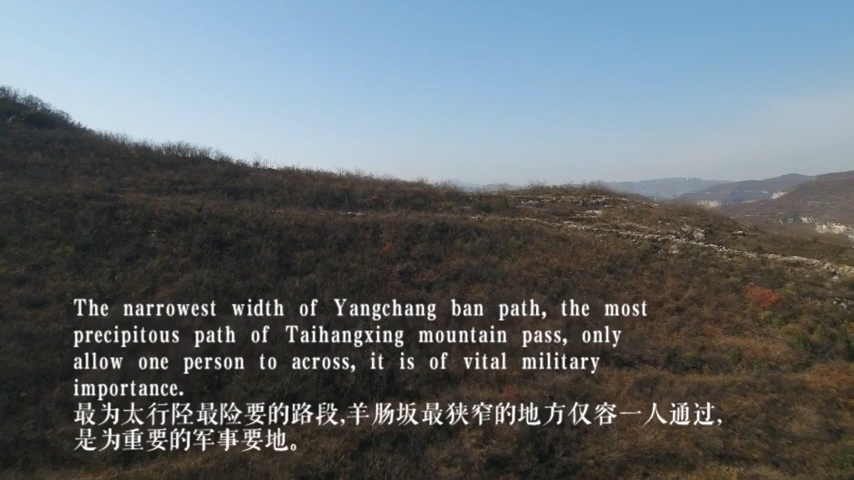 The narrowest width of Yangchang ban path, the most
precipitous path of Taihangxing mountain pass, only
allow one person to across, it is of vital military
importance.
最为太行陉最险要的路段,羊肠坂最狭窄的地方仅容一人通过,
是为重要的军事要地。